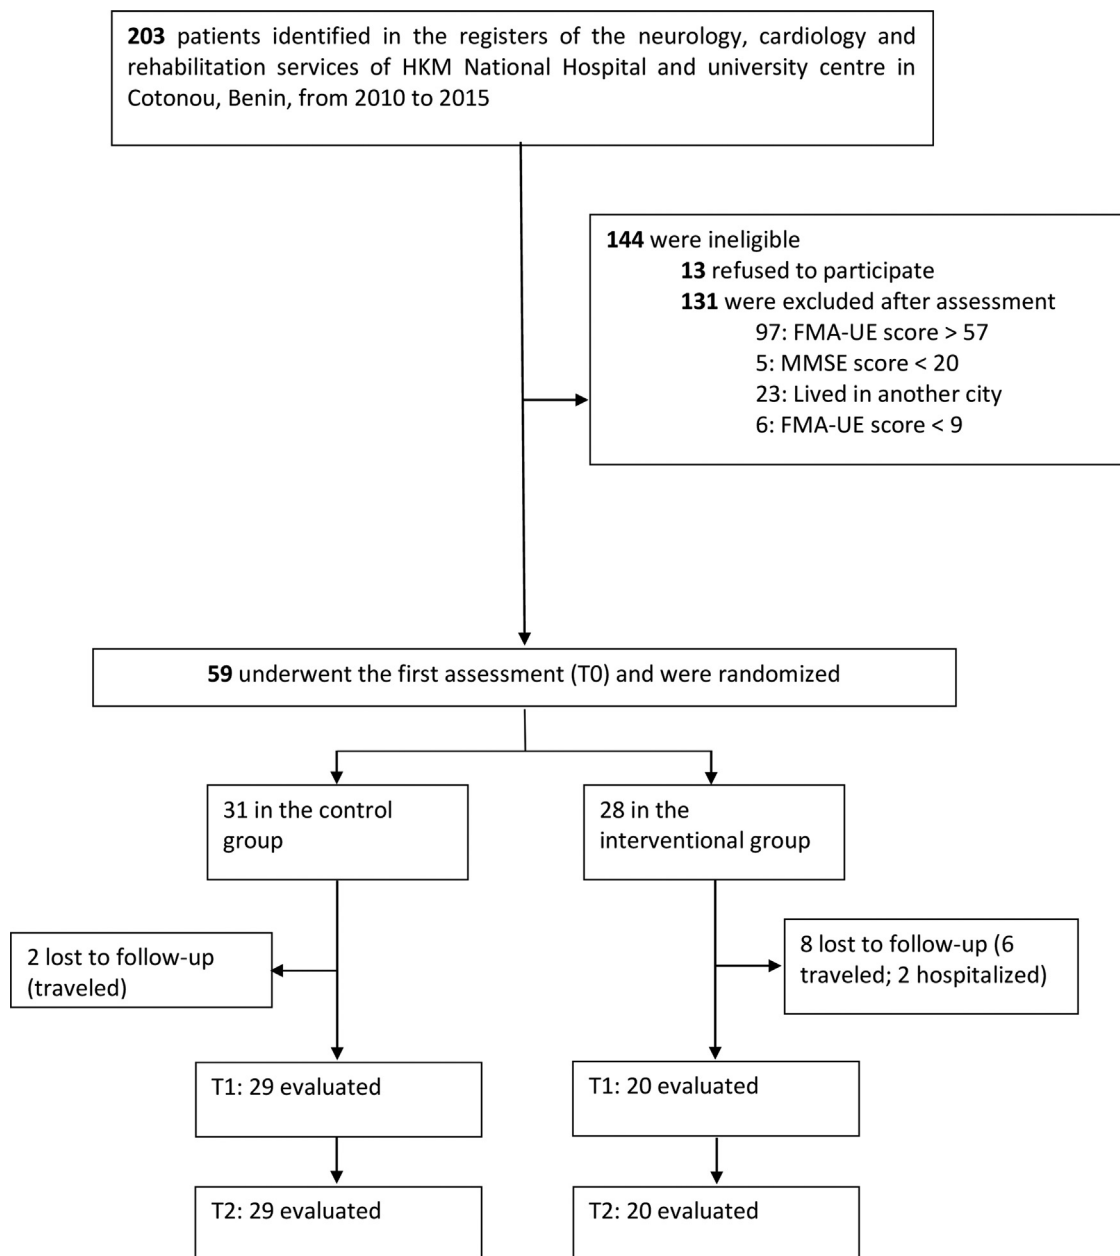 203 patients identified in the registers of the neurology, cardiology and
rehabilitation services of HKM National Hospital and university centre in
Cotonou, Benin, from 2010 to 2015
144 were ineligible
13 refused to participate
131 were excluded after assessment
97: FMA-UE score > 57
5: MMSE score < 20
23: Lived in another city
6: FMA-UE score < 9
59 underwent the first assessment (T0) and were randomized
31 in the control
group
28 in the
interventional group
2 lost to follow-up
(traveled)
8 lost to follow-up (6
traveled; 2 hospitalized)
T1: 29 evaluated
T1: 20 evaluated
T2: 29 evaluated
T2: 20 evaluated